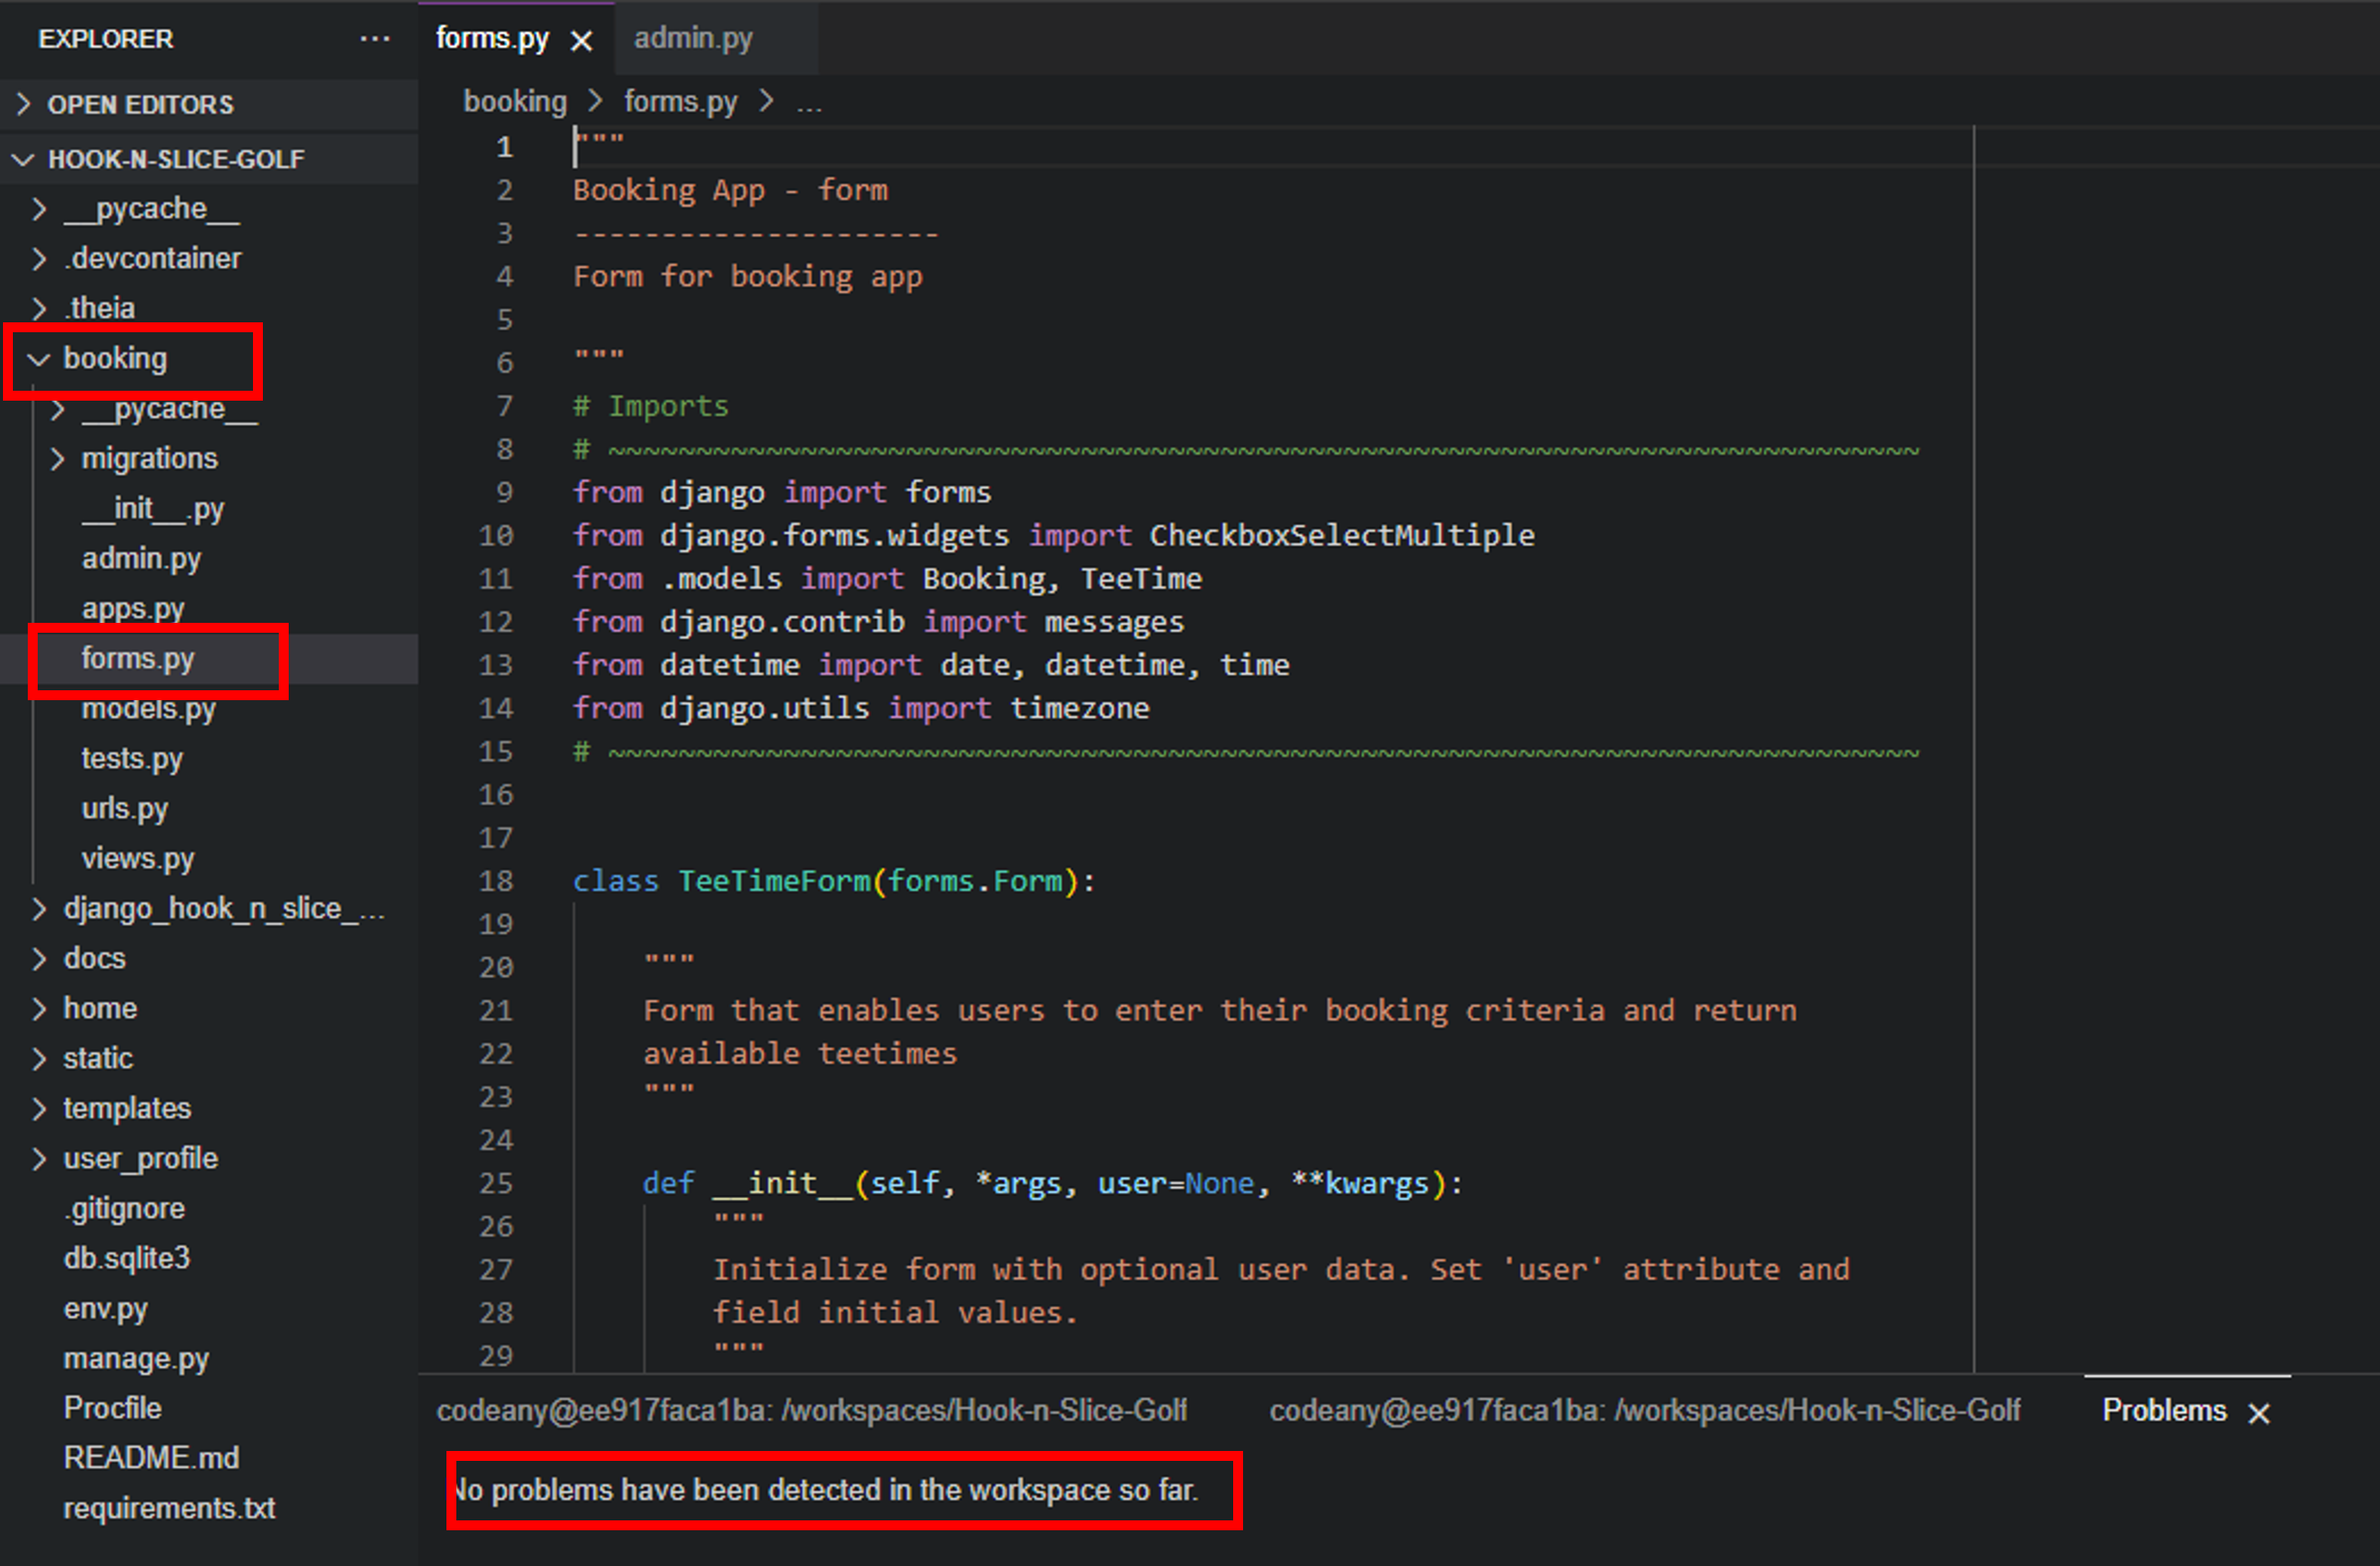 EXPLORER ...
OPEN EDITORS
HOOK-N-SLICE-GOLF
__pycache__
.devcontainer
.theia
booking
__pycache__
migrations
__init__.py
admin.py
apps.py
forms.py
models.py
tests.py
urls.py
views.py
django_hook_n_slice_...
docs
home
static
templates
user_profile
.gitignore
db.sqlite3
env.py
manage.py
Procfile
README.md
requirements.txt
forms.py × admin.py
booking > forms.py > ...
1 """
2 Booking App - form
3 ---------------------
4 Form for booking app
5
6 """
7 # Imports
8 # ~~~~~~~~~~~~~~~~~~~~~~~~~~~~~~~~~~~~~~~~~~~~~~~~~~~~~~~~~~~~~~~~~~~~~~~~~~~
9 from django import forms
10 from django.forms.widgets import CheckboxSelectMultiple
11 from .models import Booking, TeeTime
12 from django.contrib import messages
13 from datetime import date, datetime, time
14 from django.utils import timezone
15 # ~~~~~~~~~~~~~~~~~~~~~~~~~~~~~~~~~~~~~~~~~~~~~~~~~~~~~~~~~~~~~~~~~~~~~~~~~~~
16
17
18 class TeeTimeForm(forms.Form):
19
20 """
21 Form that enables users to enter their booking criteria and return
22 available teetimes
23 """
24
25 def __init__(self, *args, user=None, **kwargs):
26 """
27 Initialize form with optional user data. Set 'user' attribute and
28 field initial values.
29 """
codeany@ee917faca1ba: /workspaces/Hook-n-Slice-Golf codeany@ee917faca1ba: /workspaces/Hook-n-Slice-Golf Problems ×
No problems have been detected in the workspace so far.